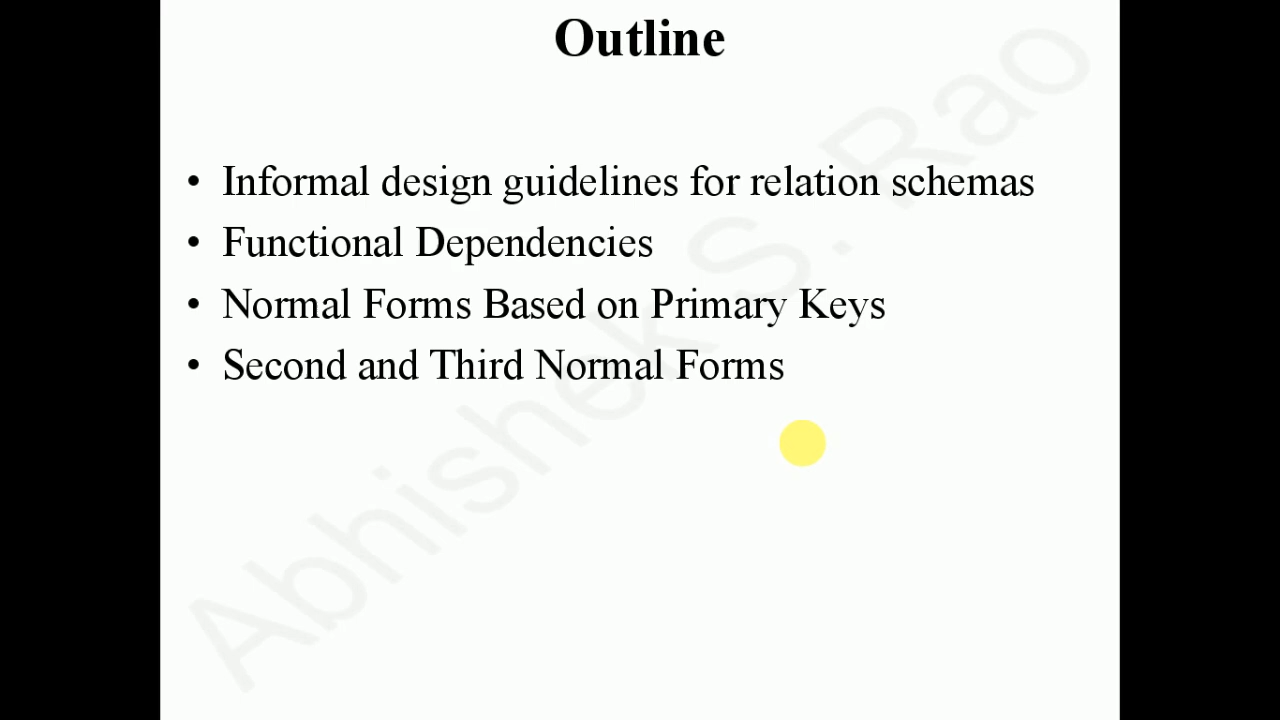 Outline
• Informal design guidelines for relation schemas
• Functional Dependencies
• Normal Forms Based on Primary Keys
• Second and Third Normal Forms
Abhishek S. Rao